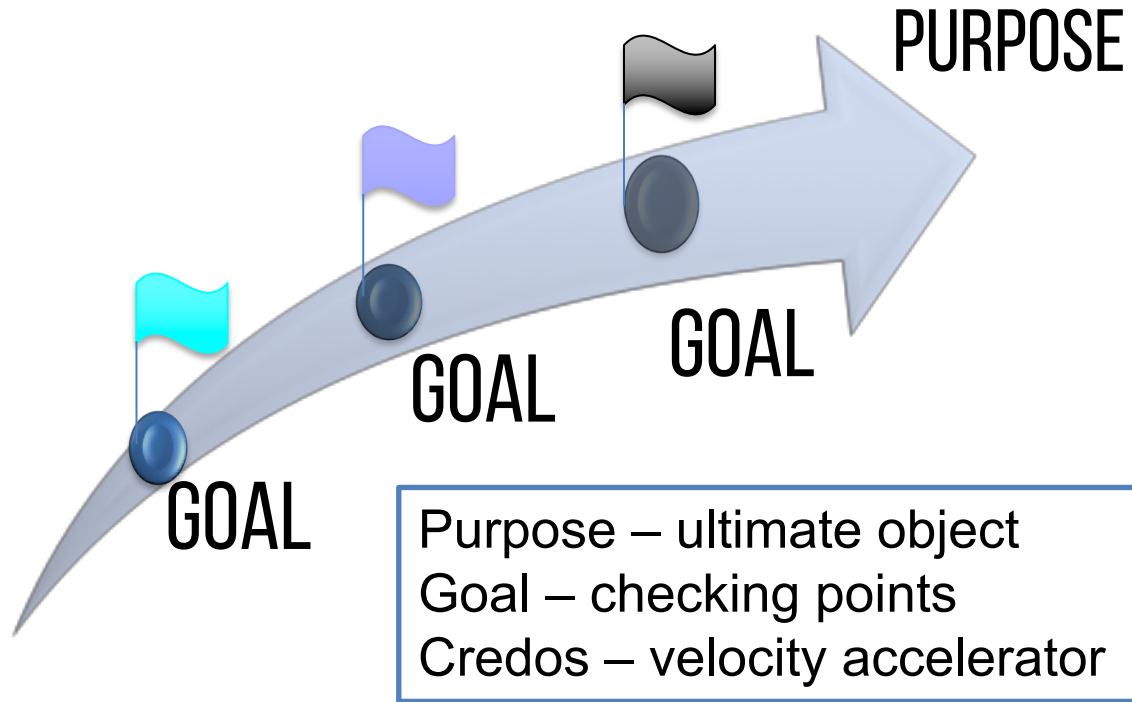 PURPOSE
GOAL
GOAL
GOAL
Purpose – ultimate object
Goal – checking points
Credos – velocity accelerator